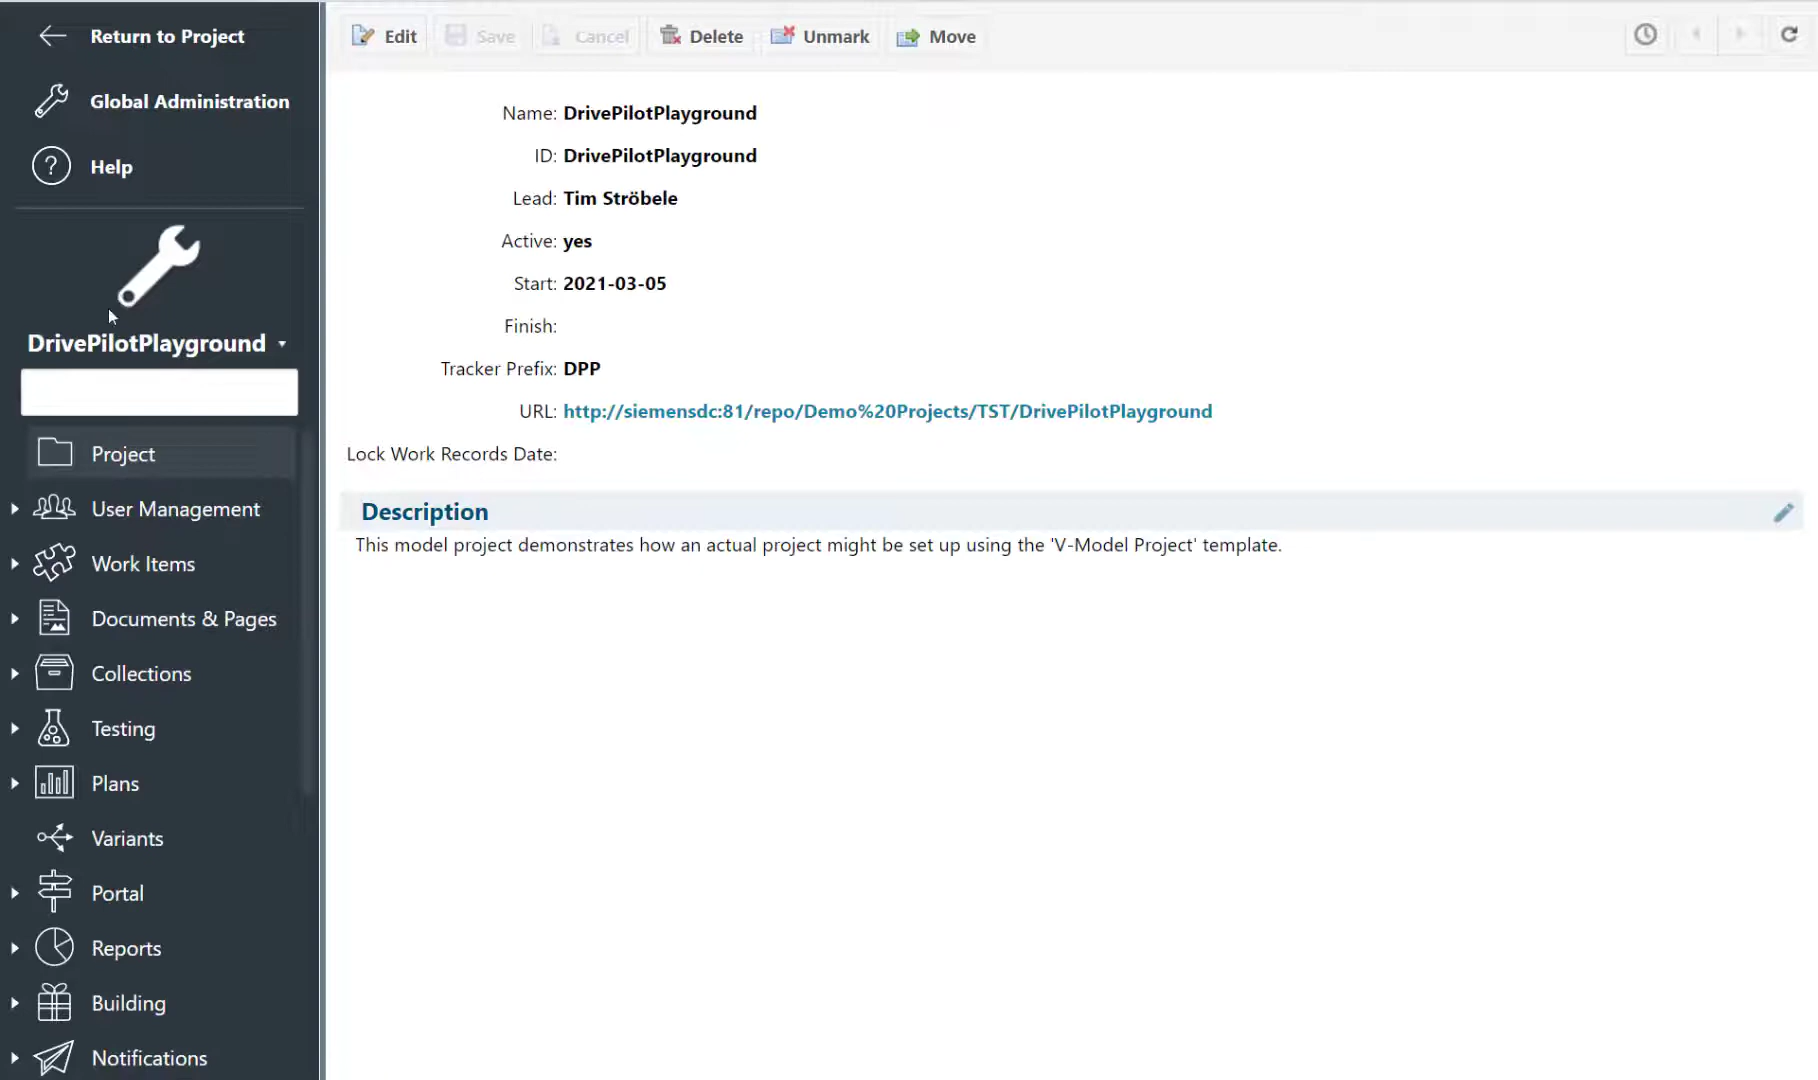 Return to Project
Global Administration
? Help
DrivePilotPlayground
Project
User Management
Work Items
Documents & Pages
Collections
Testing
Plans
Variants
Portal
Reports
Building
Notifications
Edit Save Cancel Delete Unmark Move
Name: DrivePilotPlayground
ID: DrivePilotPlayground
Lead: Tim Ströbele
Active: yes
Start: 2021-03-05
Finish:
Tracker Prefix: DPP
URL: http://siemensdc:81/repo/Demo%20Projects/TST/DrivePilotPlayground
Lock Work Records Date:
Description
This model project demonstrates how an actual project might be set up using the 'V-Model Project' template.